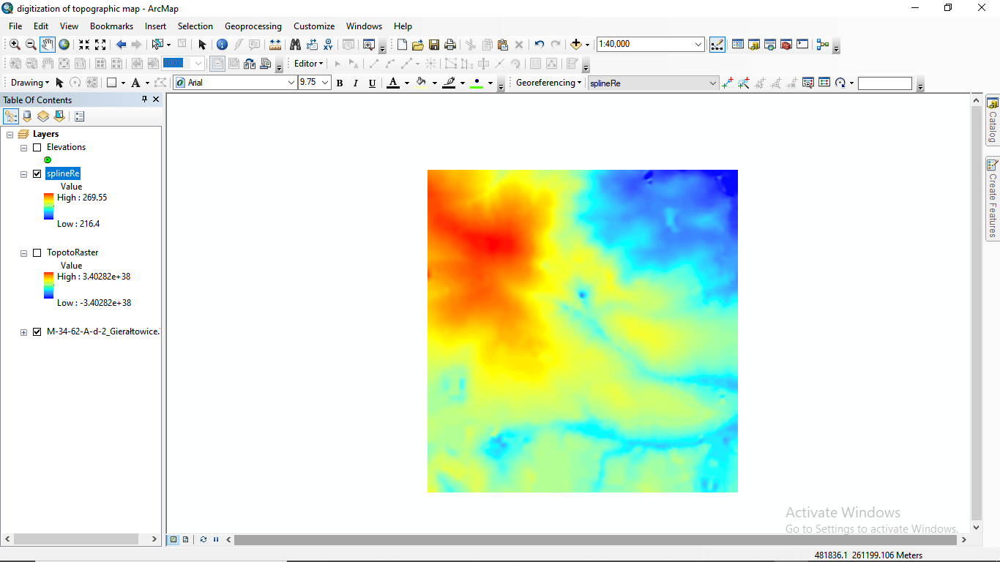 digitization of topographic map - ArcMap
File Edit View Bookmarks Insert Selection Geoprocessing Customize Windows Help
1:40,000
100% Editor
Drawing A Arial 9.75 B I U A Georeferencing splineRe
Table Of Contents
Layers
Elevations
splineRe
Value
High : 269.55
Low : 216.4
TopotoRaster
Value
High : 3.40282e+38
Low : -3.40282e+38
M-34-62-A-d-2_Gierałtowice.
Catalog
Create Features
Activate Windows
Go to Settings to activate Windows.
481836.1 261199.106 Meters